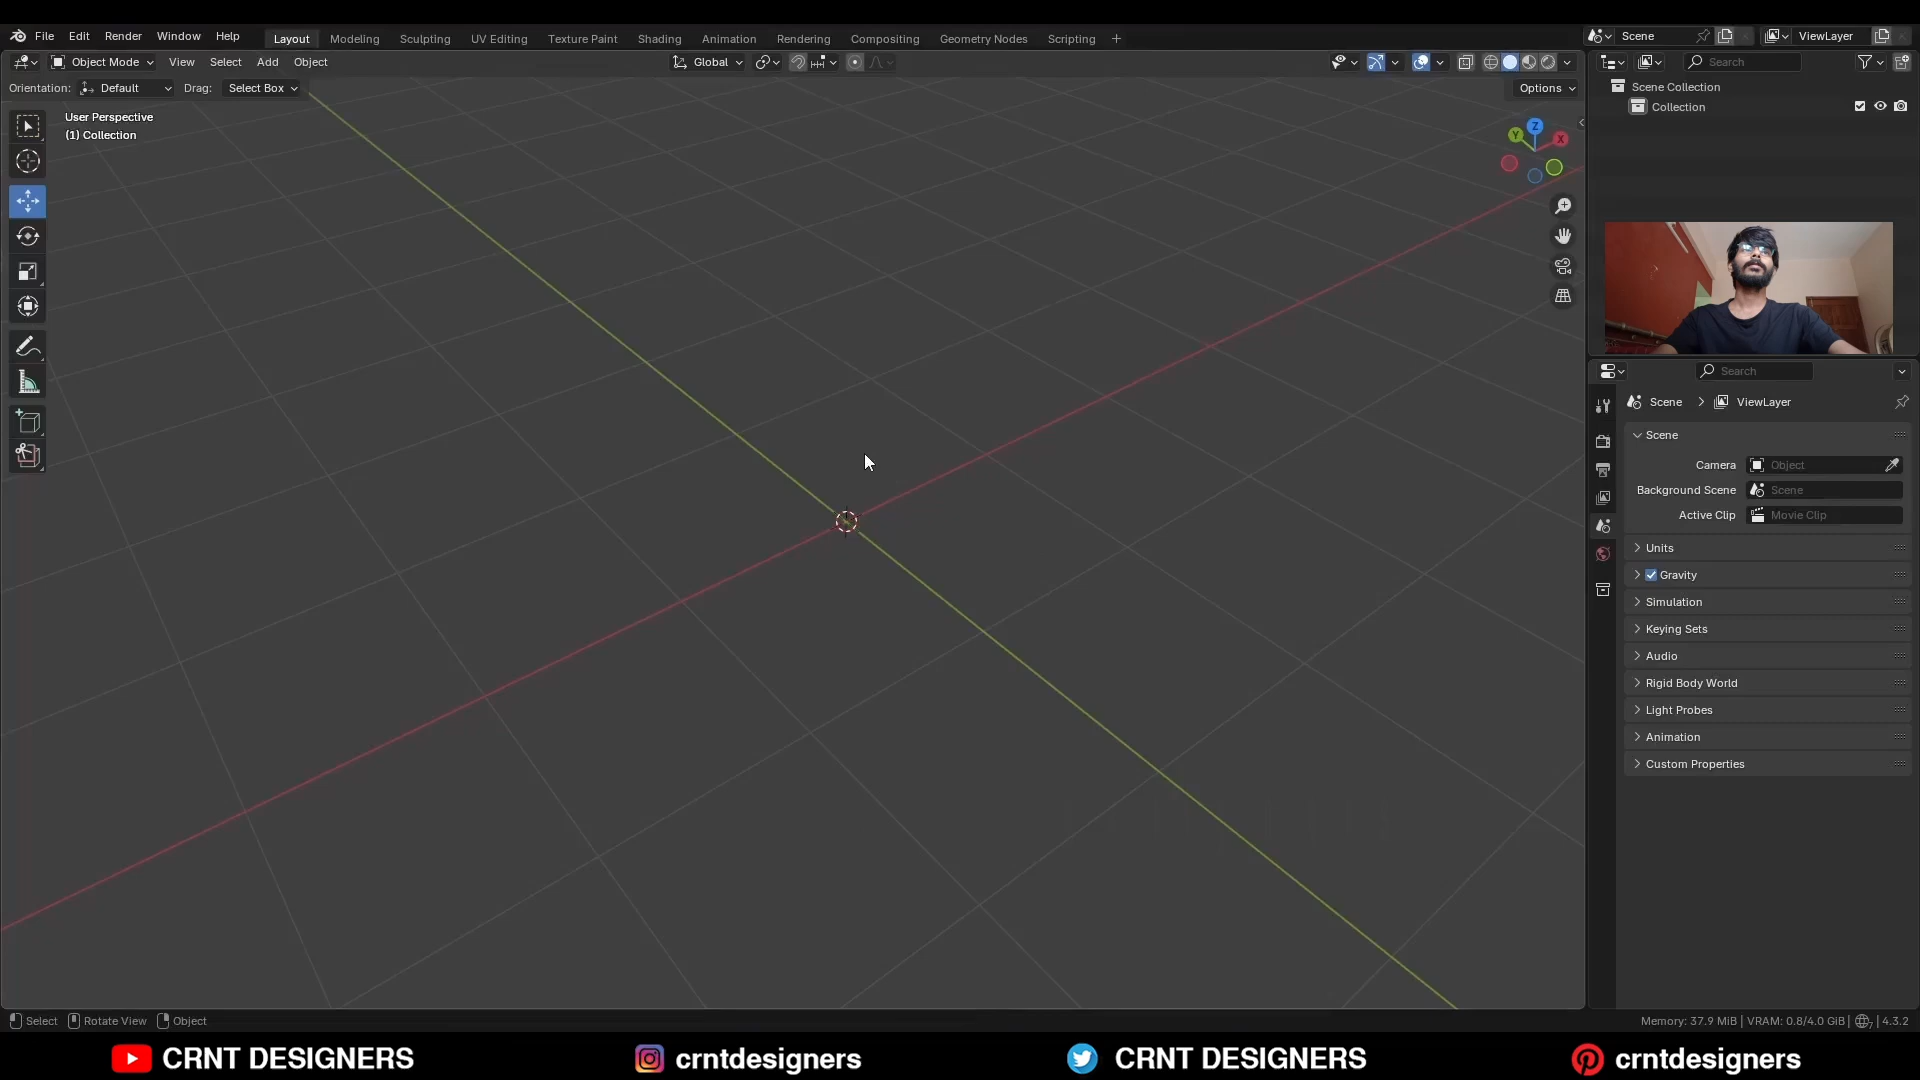 File Edit Render Window Help Layout Modeling Sculpting UV Editing Texture Paint Shading Animation Rendering Compositing Geometry Nodes Scripting + Scene ViewLayer
Object Mode View Select Add Object Global Search
Orientation: Default Drag: Select Box Options
Scene Collection
Collection
User Perspective
(1) Collection
Z
Y
X
Search
Scene > ViewLayer
Scene
Camera Object
Background Scene Scene
Active Clip Movie Clip
Units
Gravity
Simulation
Keying Sets
Audio
Rigid Body World
Light Probes
Animation
Custom Properties
Select Rotate View Object Memory: 37.9 MiB | VRAM: 0.8/4.0 GiB | 7 | 4.3.2
CRNT DESIGNERS crntdesigners CRNT DESIGNERS crntdesigners